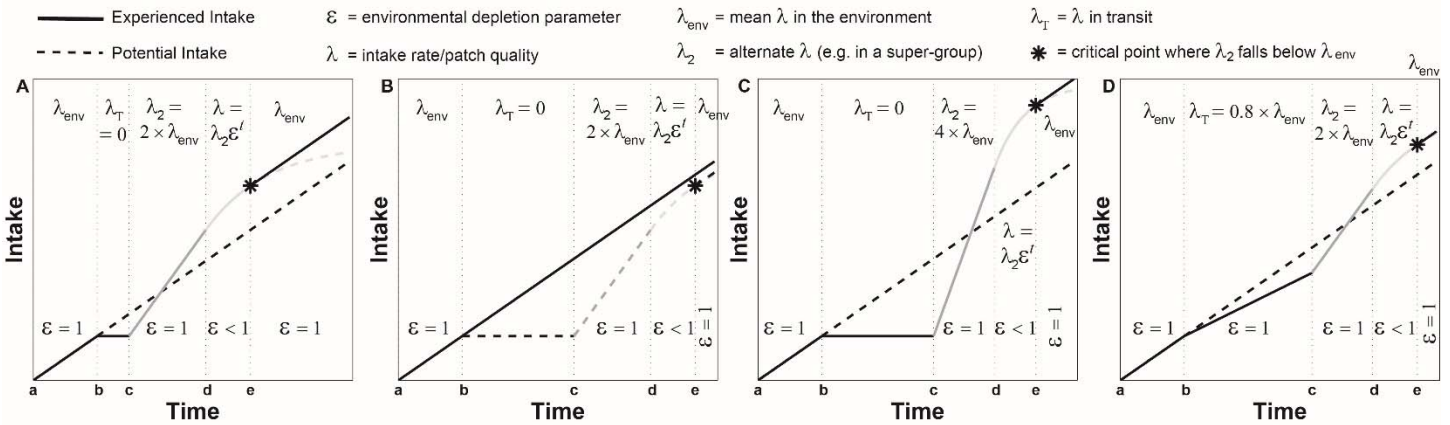 Experienced Intake
Potential Intake
ε = environmental depletion parameter
λ = intake rate/patch quality
λenv = mean λ in the environment
λ2 = alternate λ (e.g. in a super-group)
λT = λ in transit
* = critical point where λ2 falls below λ env
A
λenv
λT = 0
λ2 = 2 × λenv
λ = λ2εt
λenv
ε = 1
ε = 1
ε < 1
ε = 1
Intake
a b c d e
Time
B
λenv
λT = 0
λ2 = 2 × λenv
λ = λ2εt
λenv
ε = 1
ε = 1
ε < 1
ε = 1
Intake
a b c d e
Time
C
λenv
λT = 0
λ2 = 4 × λenv
λenv
λ = λ2εt
ε = 1
ε = 1
ε < 1
ε = 1
Intake
a b c d e
Time
D
λenv
λenv
λT = 0.8 × λenv
λ2 = 2 × λenv
λ = λ2εt
ε = 1
ε = 1
ε = 1
ε < 1
ε = 1
Intake
a b c d e
Time